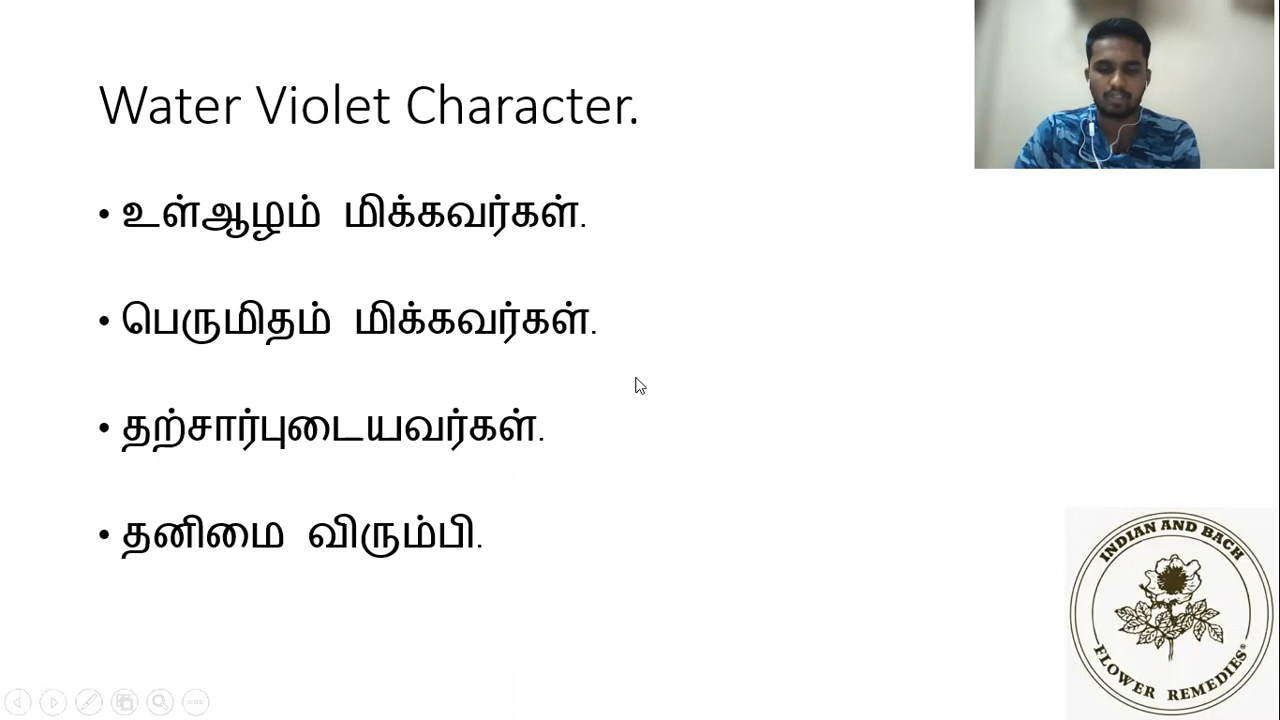 Water Violet Character.
• உள்ஆழம் மிக்கவர்கள்.
• பெருமிதம் மிக்கவர்கள்.
• தற்சார்புடையவர்கள்.
• தனிமை விரும்பி.
INDIAN AND BACH
FLOWER REMEDIES®